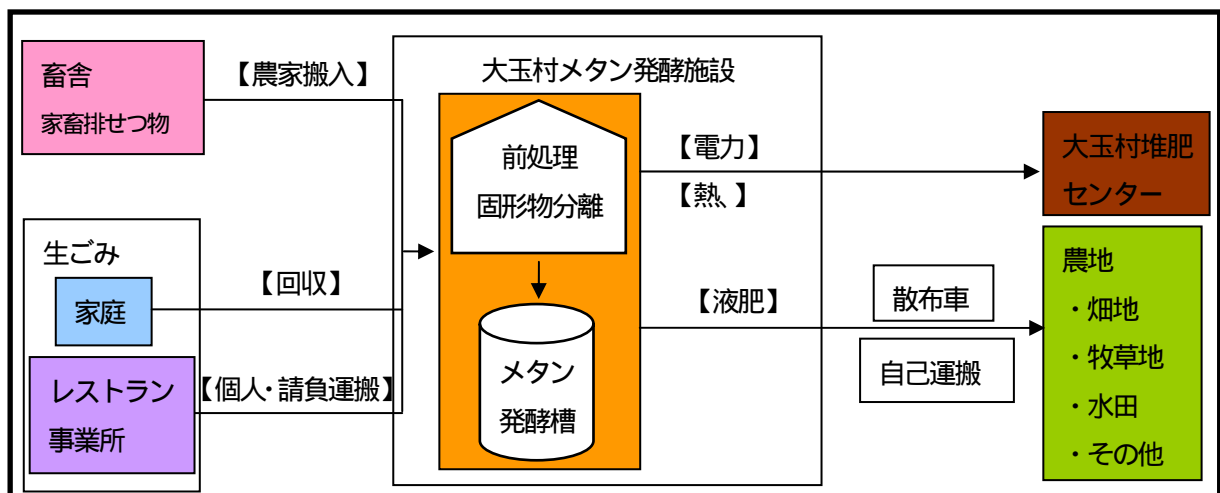 畜舎
家畜排せつ物
【農家搬入】
生ごみ
家庭
【回収】
レストラン
事業所
【個人・請負運搬】
大玉村メタン発酵施設
前処理
固形物分離
メタン
発酵槽
【電力】
【熱、】
大玉村堆肥
センター
【液肥】
散布車
自己運搬
農地
・畑地
・牧草地
・水田
・その他